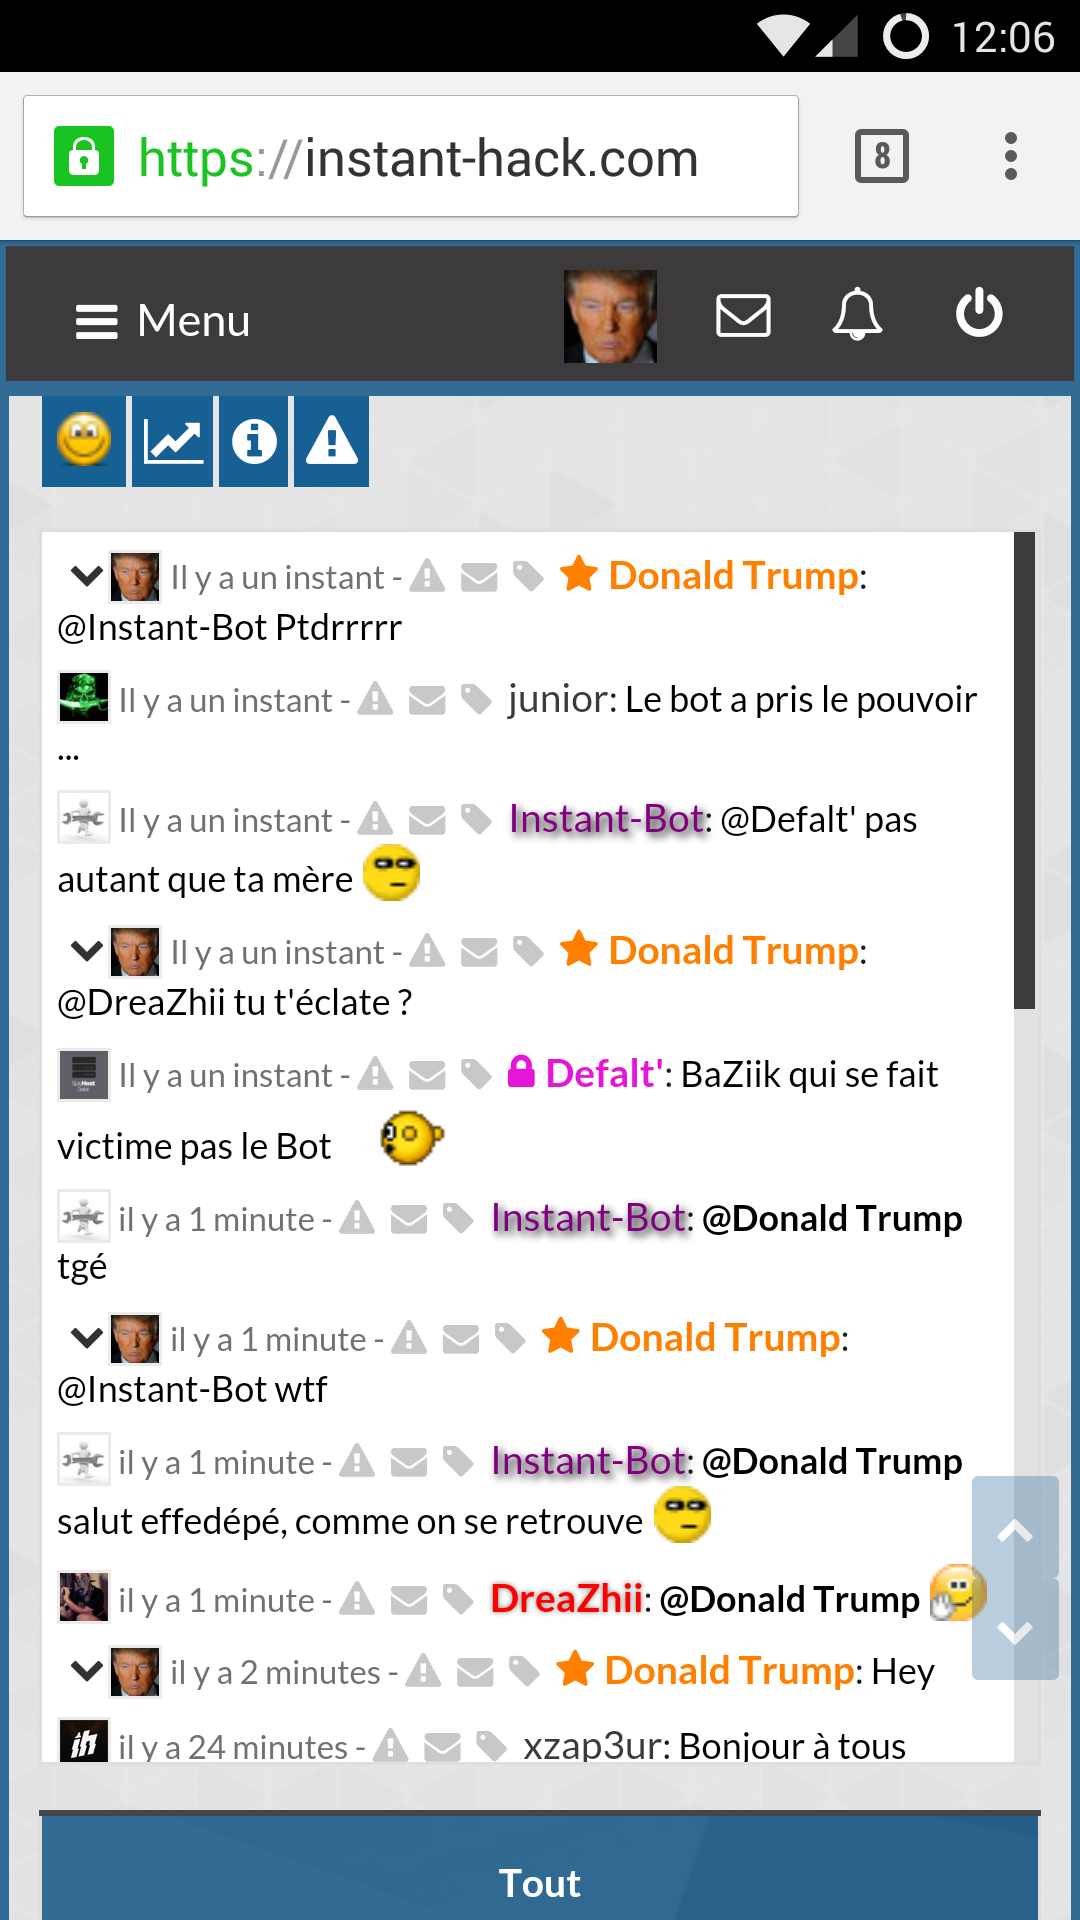 12:06
https://instant-hack.com
8
Menu
Il y a un instant - Donald Trump:
@Instant-Bot Ptdrrrrr
Il y a un instant - junior: Le bot a pris le pouvoir
...
Il y a un instant - Instant-Bot: @Defalt' pas
autant que ta mère
Il y a un instant - Donald Trump:
@DreaZhii tu t'éclate ?
Il y a un instant - Defalt': BaZiik qui se fait
victime pas le Bot
il y a 1 minute - Instant-Bot: @Donald Trump
tgé
il y a 1 minute - Donald Trump:
@Instant-Bot wtf
il y a 1 minute - Instant-Bot: @Donald Trump
salut effedépé, comme on se retrouve
il y a 1 minute - DreaZhii: @Donald Trump
il y a 2 minutes - Donald Trump: Hey
il y a 24 minutes - xzap3ur: Bonjour à tous
Tout